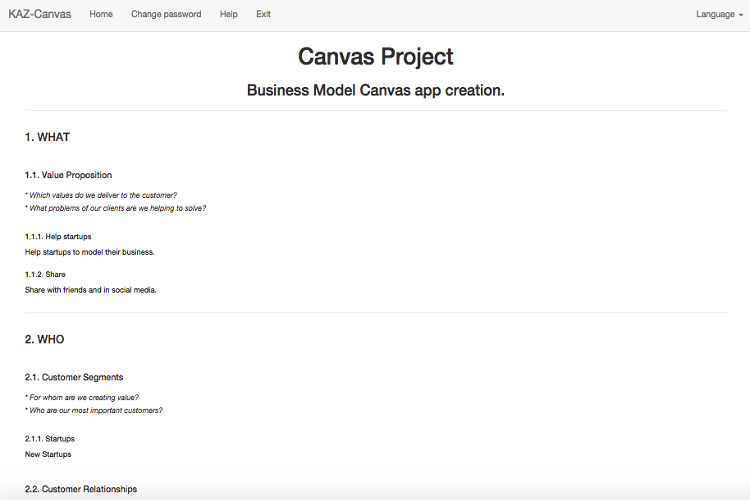 KAZ-Canvas Home Change password Help Exit Language
Canvas Project
Business Model Canvas app creation.
1. WHAT
1.1. Value Proposition
* Which values do we deliver to the customer?
* What problems of our clients are we helping to solve?
1.1.1. Help startups
Help startups to model their business.
1.1.2. Share
Share with friends and in social media.
2. WHO
2.1. Customer Segments
* For whom are we creating value?
* Who are our most important customers?
2.1.1. Startups
New Startups
2.2. Customer Relationships